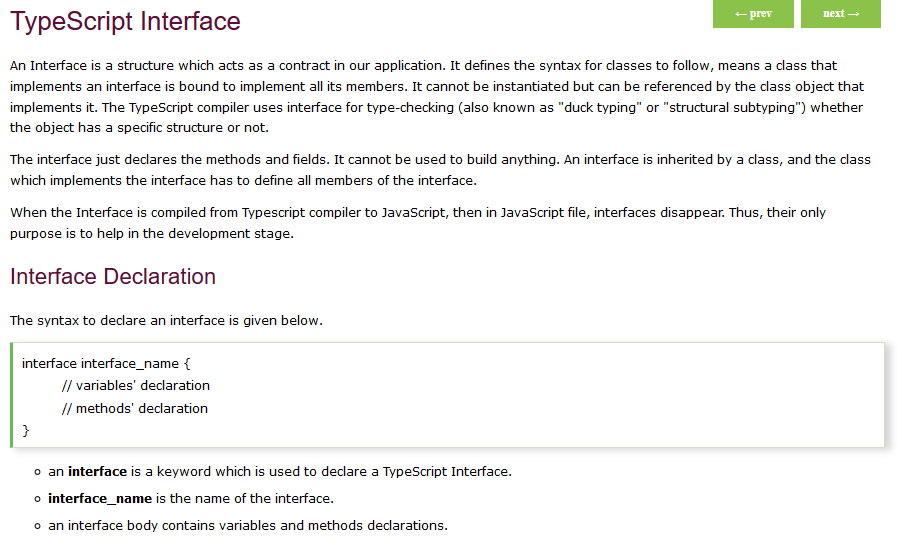 TypeScript Interface
← prev
next →
An Interface is a structure which acts as a contract in our application. It defines the syntax for classes to follow, means a class that
implements an interface is bound to implement all its members. It cannot be instantiated but can be referenced by the class object that
implements it. The TypeScript compiler uses interface for type-checking (also known as "duck typing" or "structural subtyping") whether
the object has a specific structure or not.
The interface just declares the methods and fields. It cannot be used to build anything. An interface is inherited by a class, and the class
which implements the interface has to define all members of the interface.
When the Interface is compiled from Typescript compiler to JavaScript, then in JavaScript file, interfaces disappear. Thus, their only
purpose is to help in the development stage.
Interface Declaration
The syntax to declare an interface is given below.
interface interface_name {
// variables' declaration
// methods' declaration
}
an interface is a keyword which is used to declare a TypeScript Interface.
interface_name is the name of the interface.
an interface body contains variables and methods declarations.